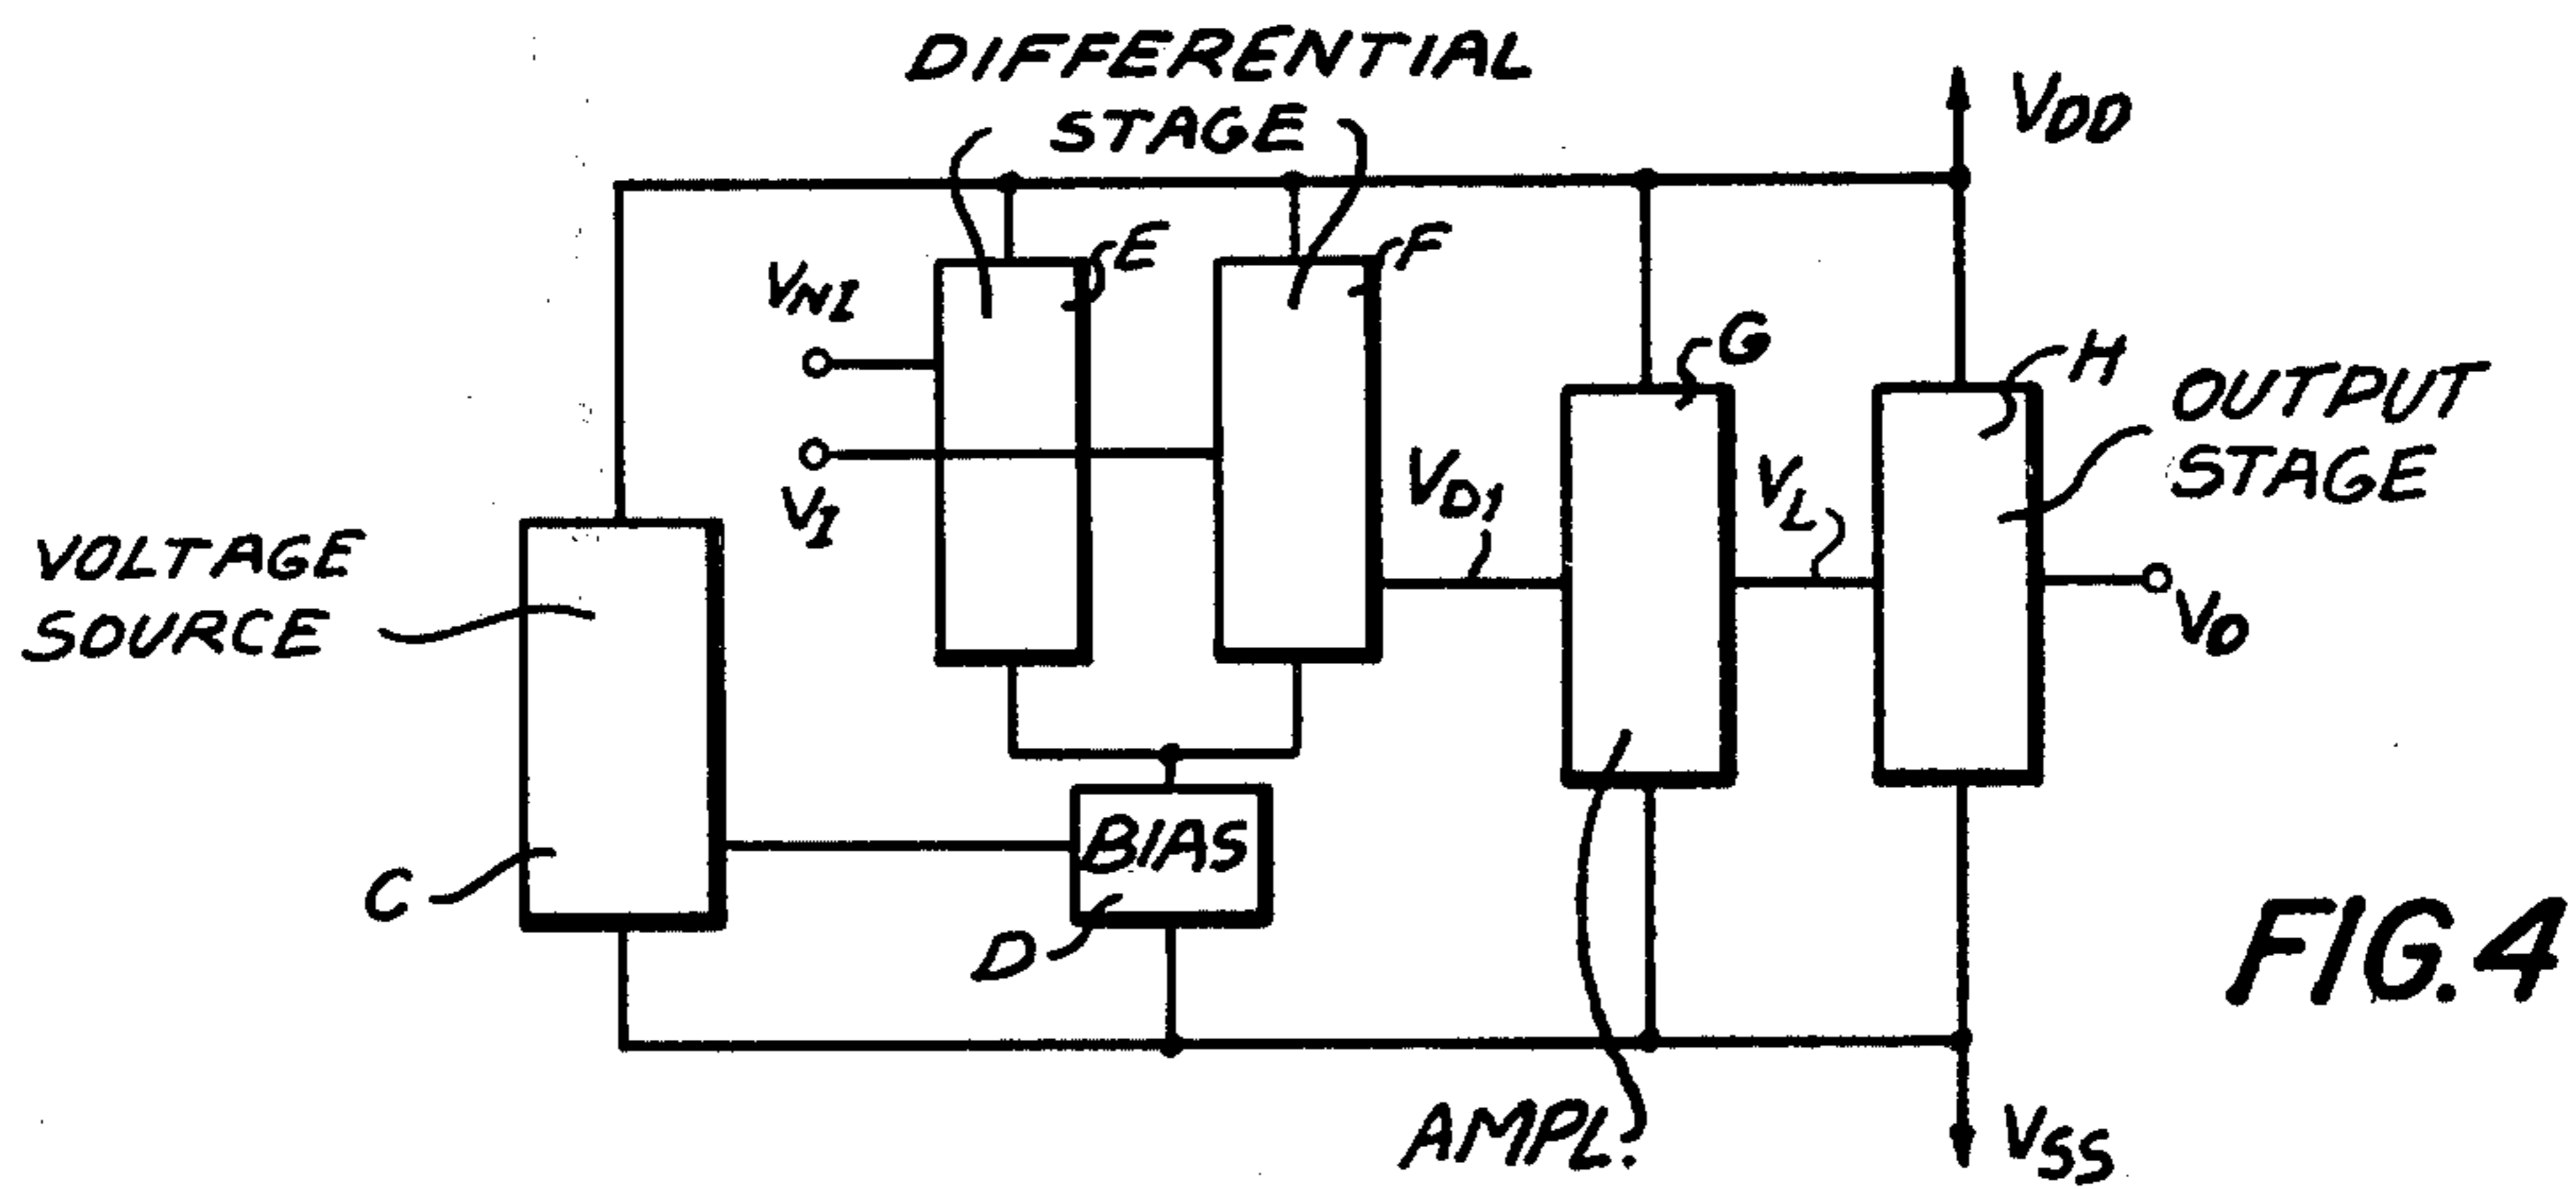 DIFFERENTIAL
STAGE
VDD
E
F
VNI
G
H
OUTPUT
STAGE
VI
VD1
VL
VOLTAGE
SOURCE
VO
BIAS
C
D
FIG.4
AMPL.
VSS